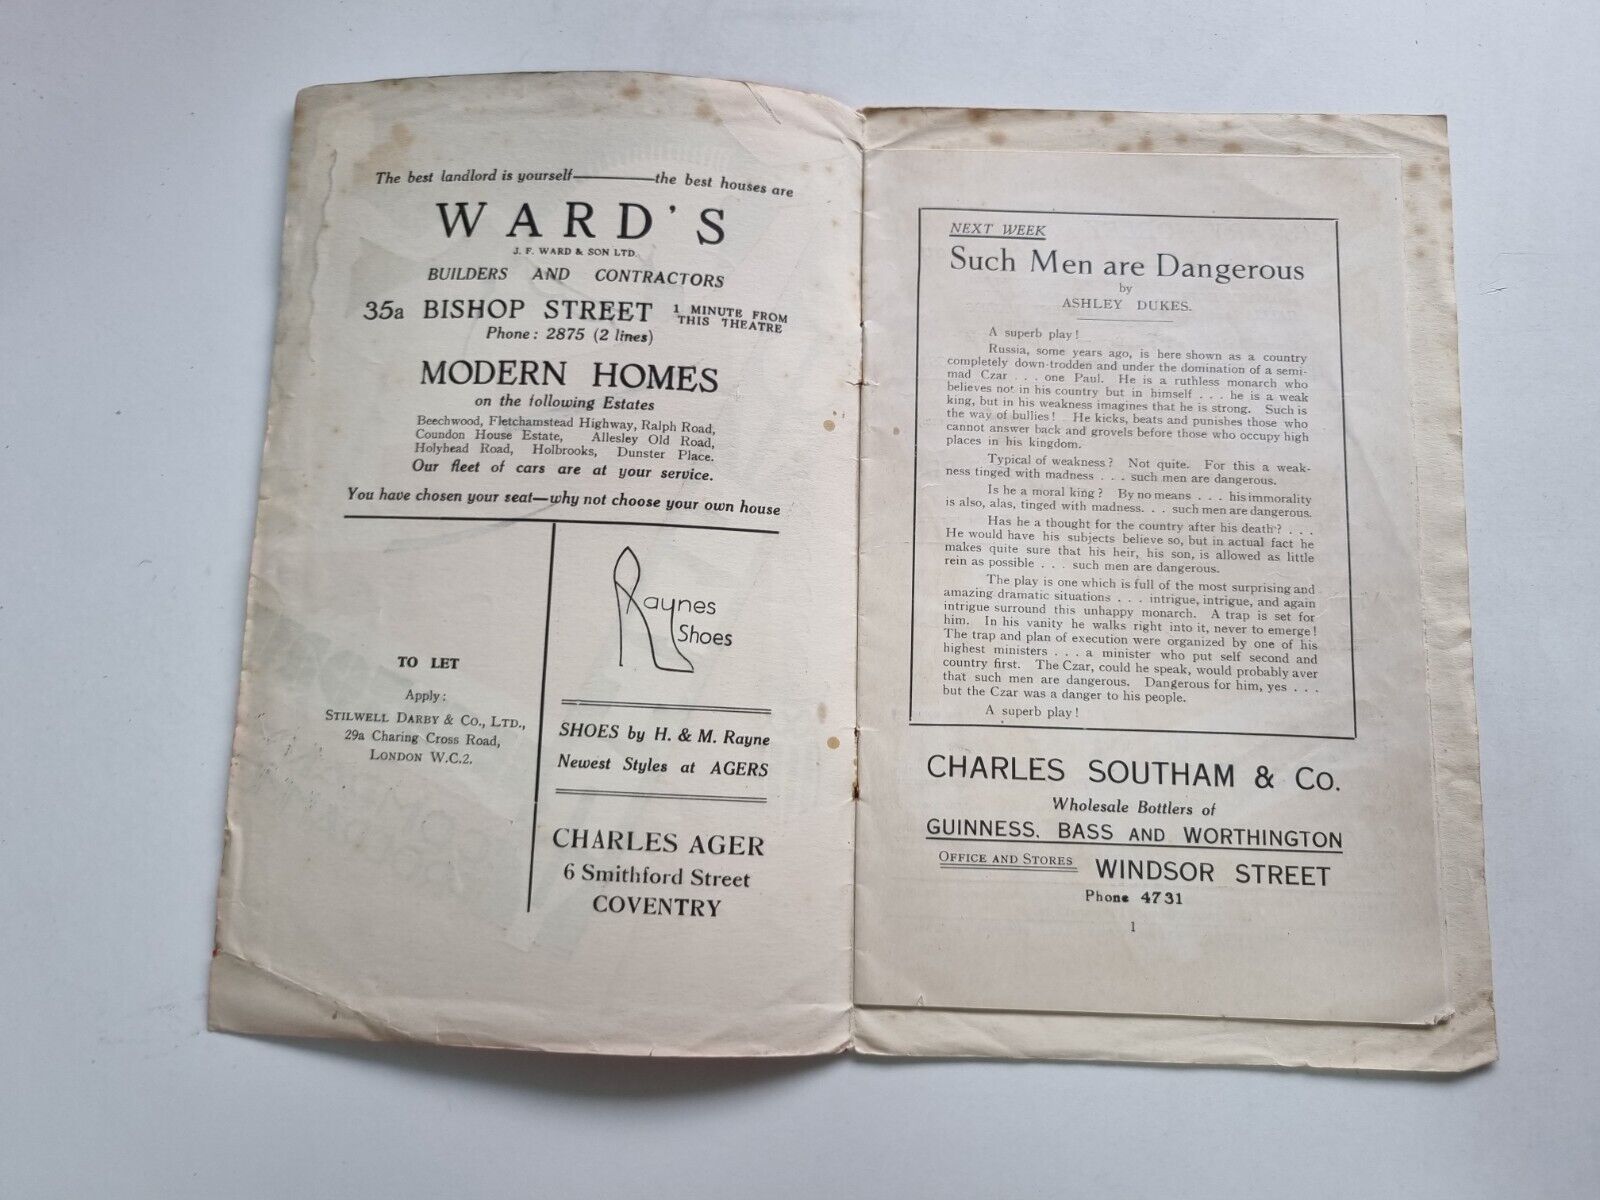 The best landlord is yourself————the best houses are
WARD'S
J. F. WARD & SON LTD.
BUILDERS AND CONTRACTORS
35a BISHOP STREET 1 MINUTE FROM
THIS THEATRE
Phone: 2875 (2 lines)
MODERN HOMES
on the following Estates
Beechwood, Fletchamstead Highway, Ralph Road,
Coundon House Estate, Allesley Old Road,
Holyhead Road, Holbrooks, Dunster Place.
Our fleet of cars are at your service.
You have chosen your seat—why not choose your own house
TO LET
Apply:
STILWELL DARBY & CO., LTD.,
29a Charing Cross Road,
LONDON W.C.2.
Raynes
Shoes
SHOES by H. & M. Rayne
Newest Styles at AGERS
CHARLES AGER
6 Smithford Street
COVENTRY
NEXT WEEK
Such Men are Dangerous
by
ASHLEY DUKES.
A superb play!
Russia, some years ago, is here shown as a country
completely down-trodden and under the domination of a semi-
mad Czar . . . one Paul. He is a ruthless monarch who
believes not in his country but in himself . . . he is a weak
king, but in his weakness imagines that he is strong. Such is
the way of bullies! He kicks, beats and punishes those who
cannot answer back and grovels before those who occupy high
places in his kingdom.
Typical of weakness? Not quite. For this a weak-
ness tinged with madness . . . such men are dangerous.
Is he a moral king? By no means . . . his immorality
is also, alas, tinged with madness. . . such men are dangerous.
Has he a thought for the country after his death? . . .
He would have his subjects believe so, but in actual fact he
makes quite sure that his heir, his son, is allowed as little
rein as possible . . . such men are dangerous.
The play is one which is full of the most surprising and
amazing dramatic situations . . . intrigue, intrigue, and again
intrigue surround this unhappy monarch. A trap is set for
him. In his vanity he walks right into it, never to emerge!
The trap and plan of execution were organized by one of his
highest ministers . . . a minister who put self second and
country first. The Czar, could he speak, would probably aver
that such men are dangerous. Dangerous for him, yes . . .
but the Czar was a danger to his people.
A superb play!
CHARLES SOUTHAM & CO.
Wholesale Bottlers of
GUINNESS, BASS AND WORTHINGTON
OFFICE AND STORES WINDSOR STREET
Phone 4731
1
A